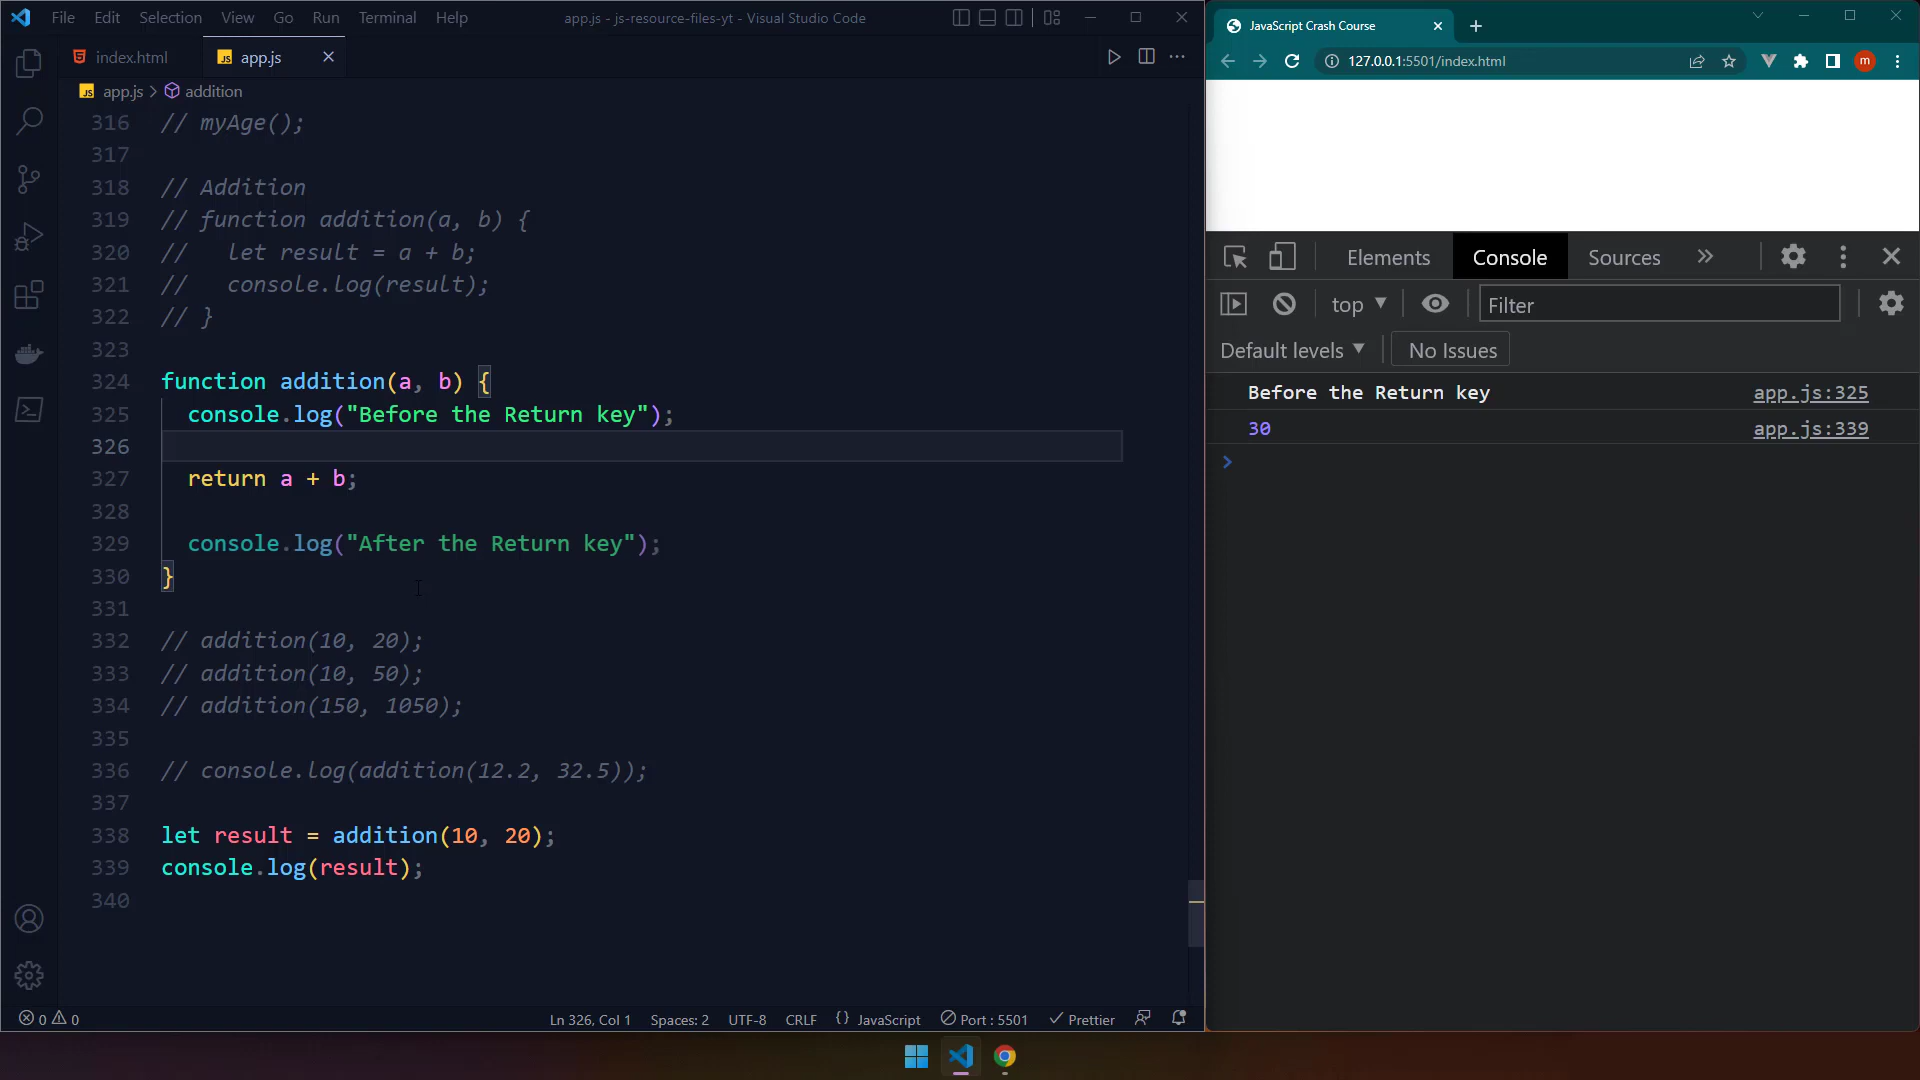 File Edit Selection View Go Run Terminal Help
app.js - js-resource-files-yt - Visual Studio Code
index.html
JS app.js
JS app.js > addition
316 // myAge();
317
318 // Addition
319 // function addition(a, b) {
320 //   let result = a + b;
321 //   console.log(result);
322 // }
323
324 function addition(a, b) {
325   console.log("Before the Return key");
326
327   return a + b;
328
329   console.log("After the Return key");
330 }
331
332 // addition(10, 20);
333 // addition(10, 50);
334 // addition(150, 1050);
335
336 // console.log(addition(12.2, 32.5));
337
338 let result = addition(10, 20);
339 console.log(result);
340
0 0
Ln 326, Col 1 Spaces: 2 UTF-8 CRLF {} JavaScript Port : 5501 Prettier
JavaScript Crash Course
127.0.0.1:5501/index.html
m
Elements Console Sources
top
Filter
Default levels
No Issues
Before the Return key app.js:325
30 app.js:339
>